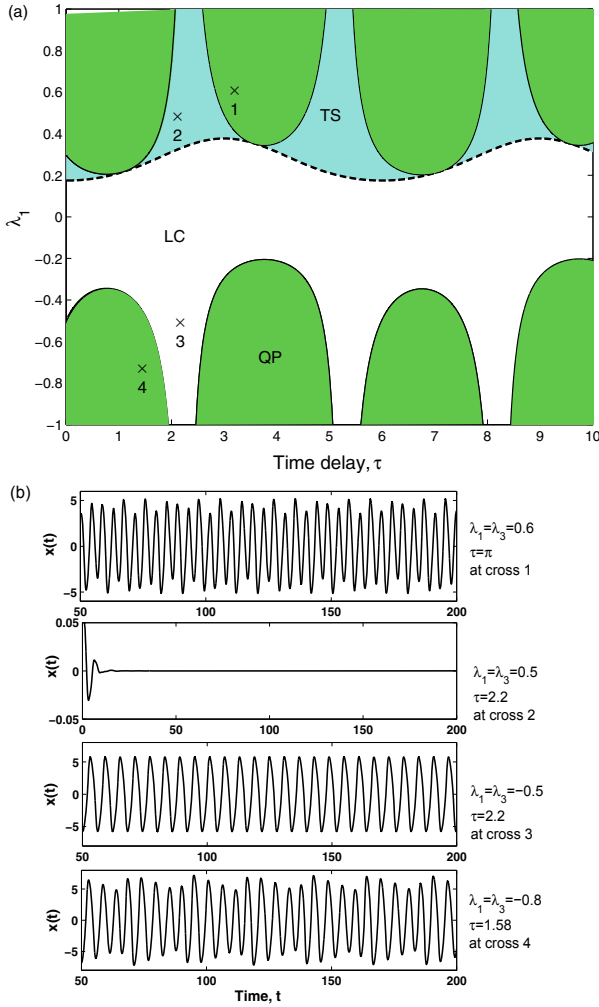 (a)
1
0.8
0.6
0.4
0.2
0
−0.2
−0.4
−0.6
−0.8
−1
λ₁
1
2
TS
LC
3
QP
4
0 1 2 3 4 5 6 7 8 9 10
Time delay, τ
(b)
x(t)
5
0
−5
50 100 150 200
λ₁=λ₃=0.6
τ=π
at cross 1
x(t)
0.05
0
−0.05
0 50 100 150 200
λ₁=λ₃=0.5
τ=2.2
at cross 2
x(t)
5
0
−5
50 100 150 200
λ₁=λ₃=−0.5
τ=2.2
at cross 3
x(t)
5
0
−5
50 100 150 200
Time, t
λ₁=λ₃=−0.8
τ=1.58
at cross 4